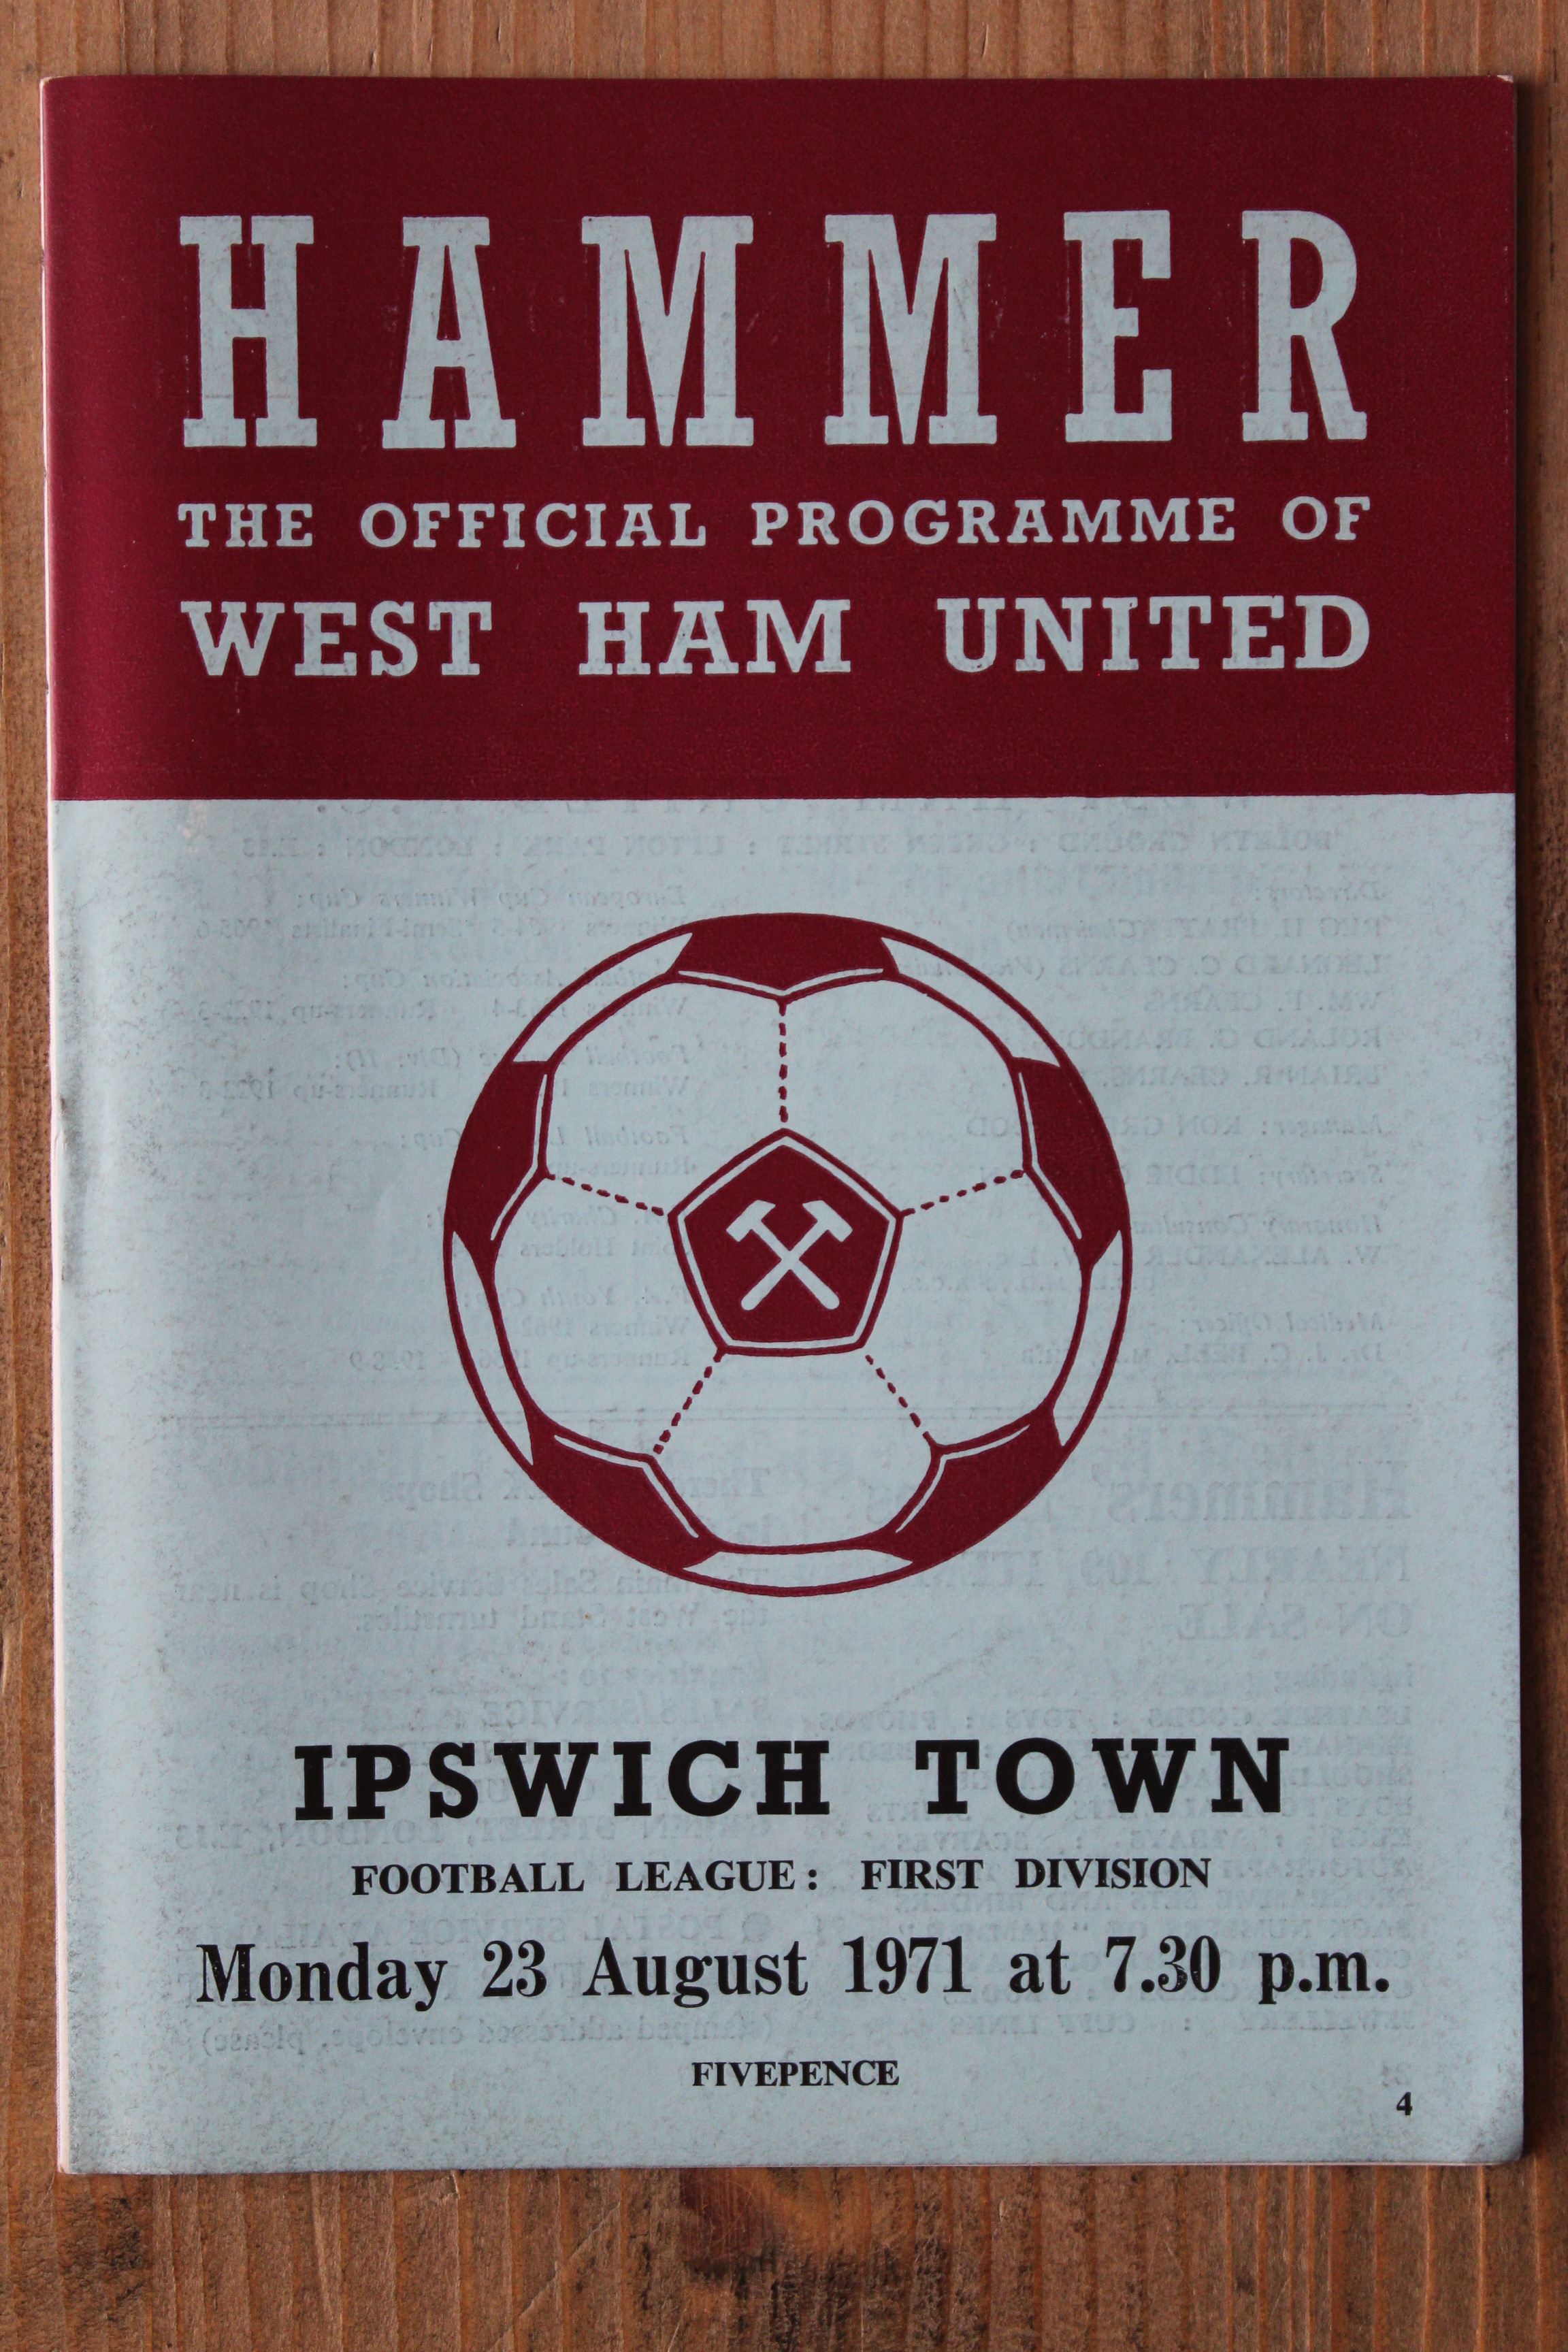 HAMMER
THE OFFICIAL PROGRAMME OF
WEST HAM UNITED
IPSWICH TOWN
FOOTBALL LEAGUE: FIRST DIVISION
Monday 23 August 1971 at 7.30 p.m.
FIVEPENCE
4